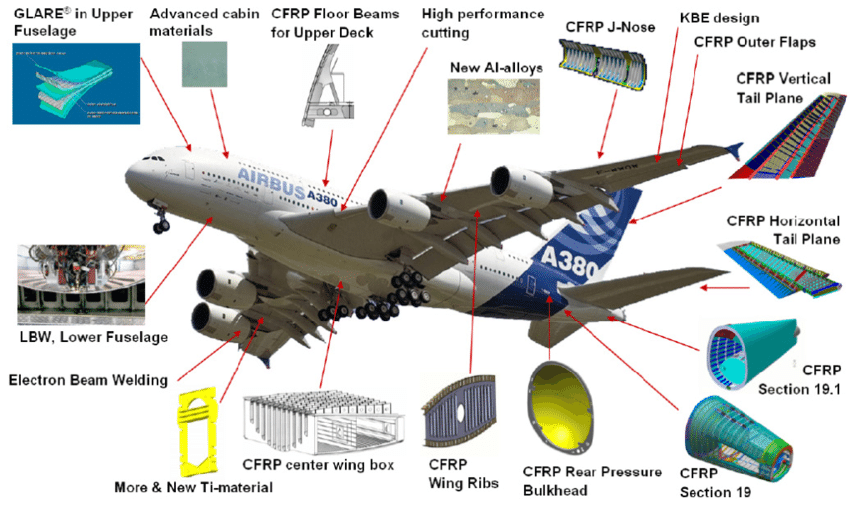 GLARE® in Upper
Fuselage
Advanced cabin
materials
CFRP Floor Beams
for Upper Deck
High performance
cutting
New Al-alloys
CFRP J-Nose
KBE design
CFRP Outer Flaps
CFRP Vertical
Tail Plane
AIRBUS A380
A380
CFRP Horizontal
Tail Plane
LBW, Lower Fuselage
Electron Beam Welding
More & New Ti-material
CFRP center wing box
CFRP
Wing Ribs
CFRP Rear Pressure
Bulkhead
CFRP
Section 19
CFRP
Section 19.1